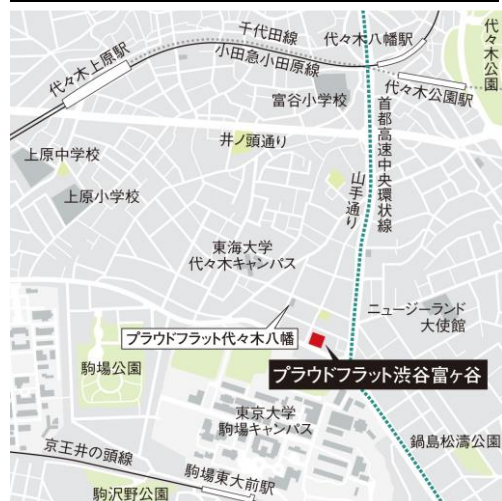 千代田線
代々木八幡駅
代々木公園
小田急小田原線
代々木上原駅
代々木公園駅
富谷小学校
首都高速中央環状線
井ノ頭通り
上原中学校
山手通り
上原小学校
東海大学
代々木キャンパス
ニュージーランド
大使館
プラウドフラット代々木八幡
プラウドフラット渋谷富ヶ谷
駒場公園
東京大学
駒場キャンパス
鍋島松濤公園
京王井の頭線
駒場東大前駅
駒沢野公園